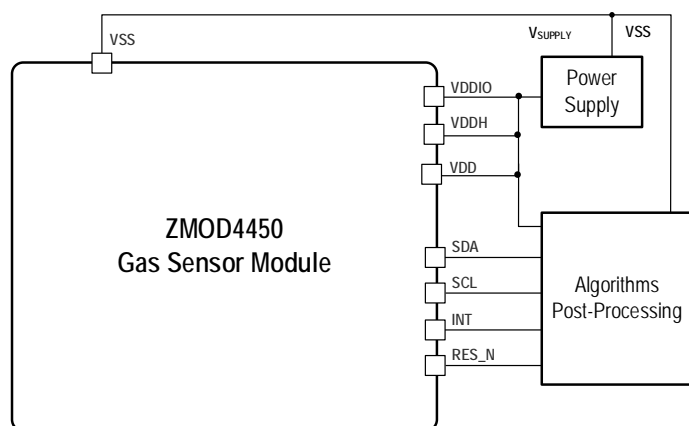 VSS
VSUPPLY
VSS
Power
Supply
VDDIO
VDDH
VDD
ZMOD4450
Gas Sensor Module
SDA
SCL
INT
RES_N
Algorithms
Post-Processing